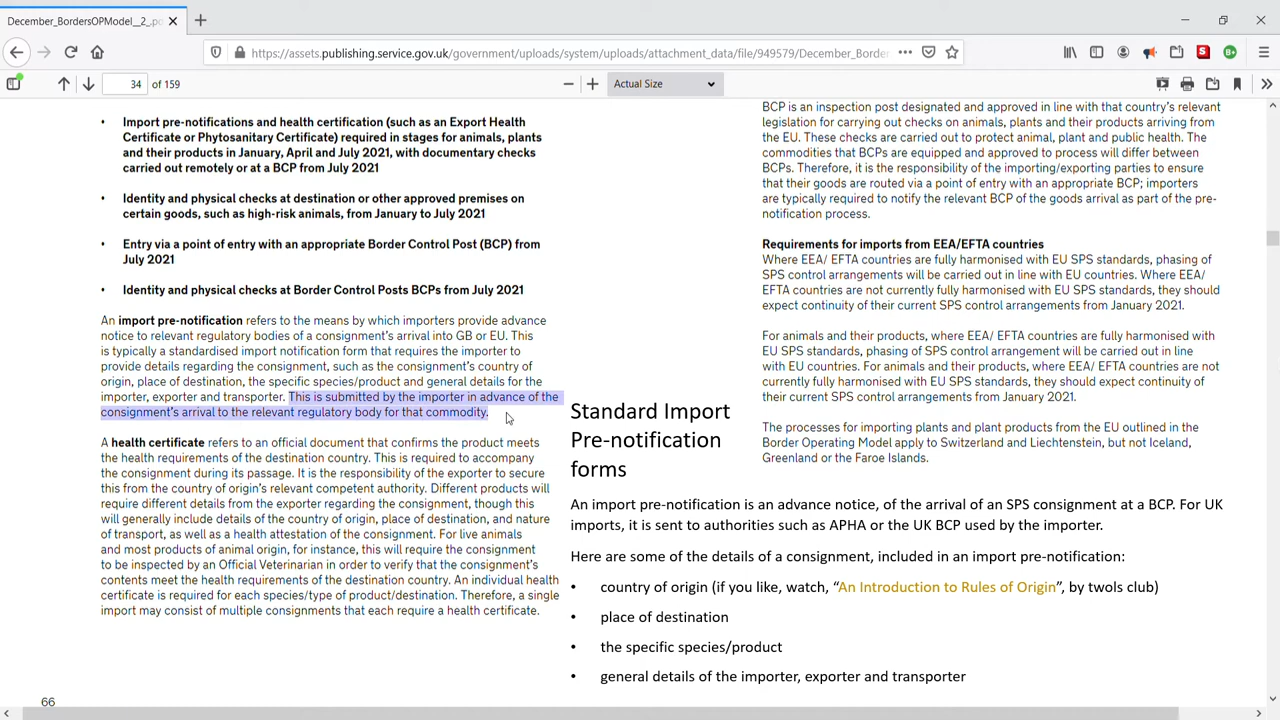 December_BordersOPModel__2_.p
https://assets.publishing.service.gov.uk/government/uploads/system/uploads/attachment_data/file/949579/December_Border
34 of 159
Actual Size
• Import pre-notifications and health certification (such as an Export Health
Certificate or Phytosanitary Certificate) required in stages for animals, plants
and their products in January, April and July 2021, with documentary checks
carried out remotely or at a BCP from July 2021
• Identity and physical checks at destination or other approved premises on
certain goods, such as high-risk animals, from January to July 2021
• Entry via a point of entry with an appropriate Border Control Post (BCP) from
July 2021
• Identity and physical checks at Border Control Posts BCPs from July 2021
An import pre-notification refers to the means by which importers provide advance
notice to relevant regulatory bodies of a consignment's arrival into GB or EU. This
is typically a standardised import notification form that requires the importer to
provide details regarding the consignment, such as the consignment's country of
origin, place of destination, the specific species/product and general details for the
importer, exporter and transporter. This is submitted by the importer in advance of the
consignment's arrival to the relevant regulatory body for that commodity.
A health certificate refers to an official document that confirms the product meets
the health requirements of the destination country. This is required to accompany
the consignment during its passage. It is the responsibility of the exporter to secure
this from the country of origin's relevant competent authority. Different products will
require different details from the exporter regarding the consignment, though this
will generally include details of the country of origin, place of destination, and nature
of transport, as well as a health attestation of the consignment. For live animals
and most products of animal origin, for instance, this will require the consignment
to be inspected by an Official Veterinarian in order to verify that the consignment's
contents meet the health requirements of the destination country. An individual health
certificate is required for each species/type of product/destination. Therefore, a single
import may consist of multiple consignments that each require a health certificate.
66
BCP is an inspection post designated and approved in line with that country's relevant
legislation for carrying out checks on animals, plants and their products arriving from
the EU. These checks are carried out to protect animal, plant and public health. The
commodities that BCPs are equipped and approved to process will differ between
BCPs. Therefore, it is the responsibility of the importing/exporting parties to ensure
that their goods are routed via a point of entry with an appropriate BCP; importers
are typically required to notify the relevant BCP of the goods arrival as part of the pre-
notification process.
Requirements for imports from EEA/EFTA countries
Where EEA/ EFTA countries are fully harmonised with EU SPS standards, phasing of
SPS control arrangements will be carried out in line with EU countries. Where EEA/
EFTA countries are not currently fully harmonised with EU SPS standards, they should
expect continuity of their current SPS control arrangements from January 2021.
For animals and their products, where EEA/ EFTA countries are fully harmonised with
EU SPS standards, phasing of SPS control arrangement will be carried out in line
with EU countries. For animals and their products, where EEA/ EFTA countries are not
currently fully harmonised with EU SPS standards, they should expect continuity of
their current SPS control arrangements from January 2021.
The processes for importing plants and plant products from the EU outlined in the
Border Operating Model apply to Switzerland and Liechtenstein, but not Iceland,
Greenland or the Faroe Islands.
Standard Import
Pre-notification
forms
An import pre-notification is an advance notice, of the arrival of an SPS consignment at a BCP. For UK
imports, it is sent to authorities such as APHA or the UK BCP used by the importer.
Here are some of the details of a consignment, included in an import pre-notification:
• country of origin (if you like, watch, “An Introduction to Rules of Origin”, by twols club)
• place of destination
• the specific species/product
• general details of the importer, exporter and transporter